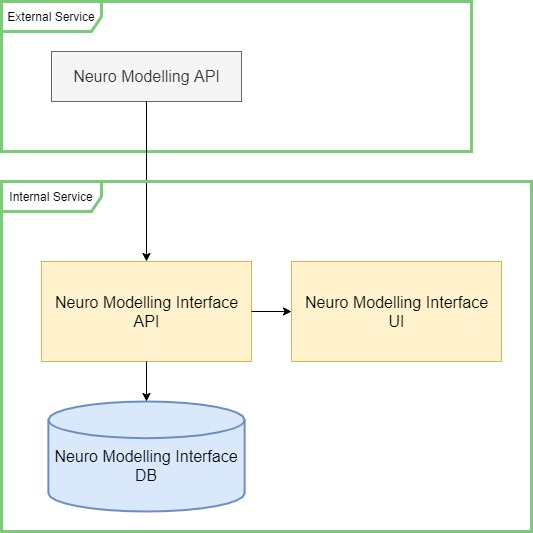 External Service
Neuro Modelling API
Internal Service
Neuro Modelling Interface
API
Neuro Modelling Interface
UI
Neuro Modelling Interface
DB